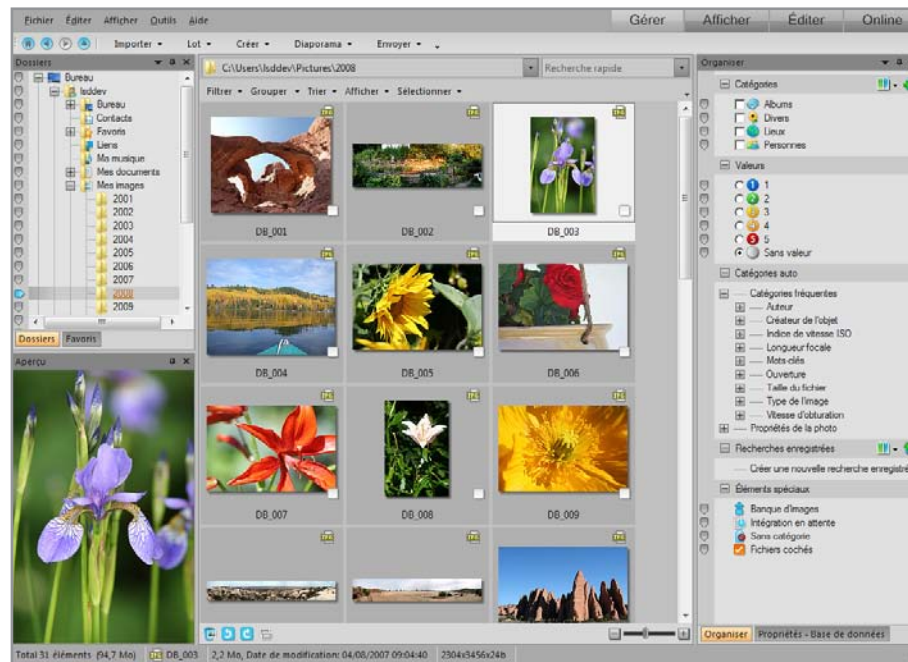 Fichier Éditer Afficher Outils Aide
Gérer Afficher Éditer Online
Importer Lot Créer Diaporama Envoyer
Dossiers
Bureau
lsddev
Bureau
Contacts
Favoris
Liens
Ma musique
Mes documents
Mes images
2001
2002
2003
2004
2005
2006
2007
2008
2009
Dossiers Favoris
Aperçu
C:\Users\lsddev\Pictures\2008
Recherche rapide
Filtrer Grouper Trier Afficher Sélectionner
DB_001 DB_002 DB_003
DB_004 DB_005 DB_006
DB_007 DB_008 DB_009
Organiser
Catégories
Albums
Divers
Lieux
Personnes
Valeurs
1 1
2 2
3 3
4 4
5 5
Sans valeur
Catégories auto
Catégories fréquentes
Auteur
Créateur de l'objet
Indice de vitesse ISO
Longueur focale
Mots-clés
Ouverture
Taille du fichier
Type de l'image
Vitesse d'obturation
Propriétés de la photo
Recherches enregistrées
Créer une nouvelle recherche enregistré
Éléments spéciaux
Banque d'images
Intégration en attente
Sans catégorie
Fichiers cochés
Organiser Propriétés - Base de données
Total 31 éléments (94,7 Mo) DB_003 2,2 Mo, Date de modification: 04/08/2007 09:04:40 2304x3456x24b